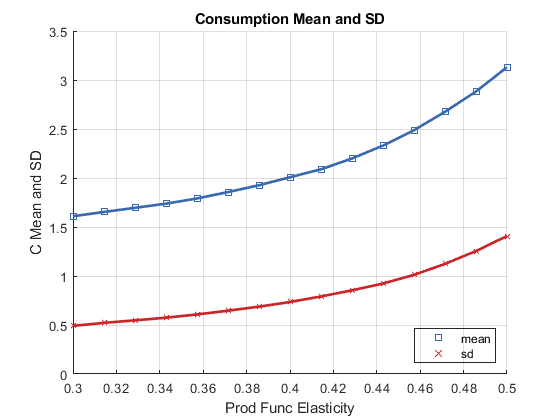 Consumption Mean and SD
C Mean and SD
3.5
3
2.5
2
1.5
1
0.5
0
0.3 0.32 0.34 0.36 0.38 0.4 0.42 0.44 0.46 0.48 0.5
Prod Func Elasticity
mean
sd